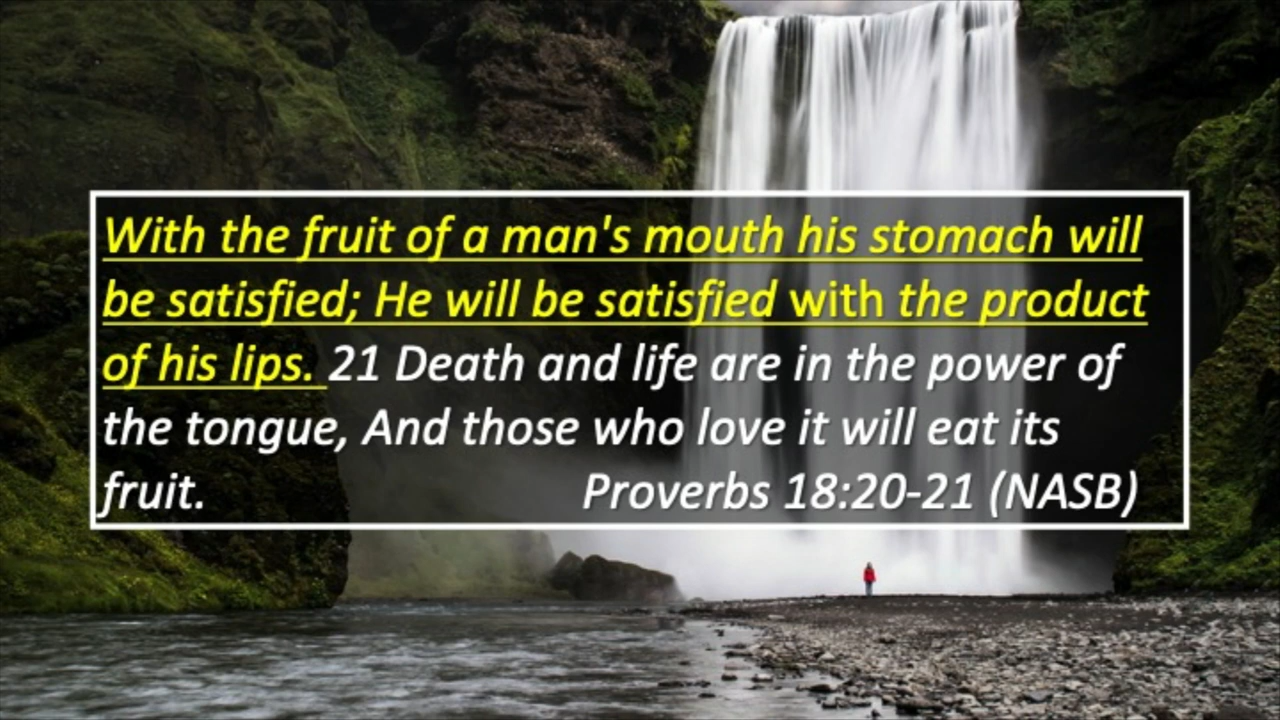 With the fruit of a man's mouth his stomach will
be satisfied; He will be satisfied with the product
of his lips. 21 Death and life are in the power of
the tongue, And those who love it will eat its
fruit. Proverbs 18:20-21 (NASB)